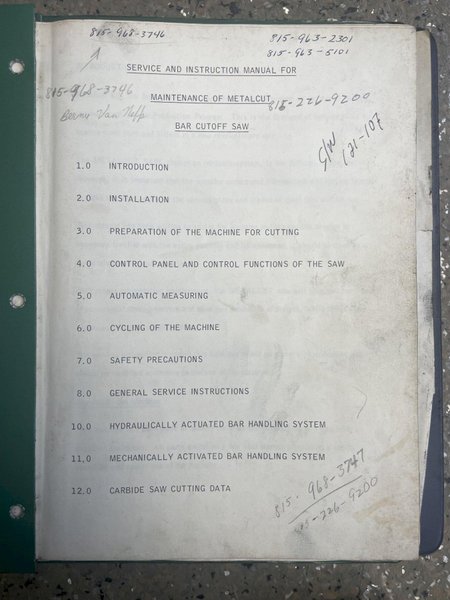 815-968-3746
815-963-2301
815-963-5101
SERVICE AND INSTRUCTION MANUAL FOR
815-968-3746
MAINTENANCE OF METALCUT
815-226-9200
Bernie Van
BAR CUTOFF SAW
S/N
121-107
1.0 INTRODUCTION
2.0 INSTALLATION
3.0 PREPARATION OF THE MACHINE FOR CUTTING
4.0 CONTROL PANEL AND CONTROL FUNCTIONS OF THE SAW
5.0 AUTOMATIC MEASURING
6.0 CYCLING OF THE MACHINE
7.0 SAFETY PRECAUTIONS
8.0 GENERAL SERVICE INSTRUCTIONS
10.0 HYDRAULICALLY ACTUATED BAR HANDLING SYSTEM
11.0 MECHANICALLY ACTIVATED BAR HANDLING SYSTEM
12.0 CARBIDE SAW CUTTING DATA
815-968-3747
815-226-9200